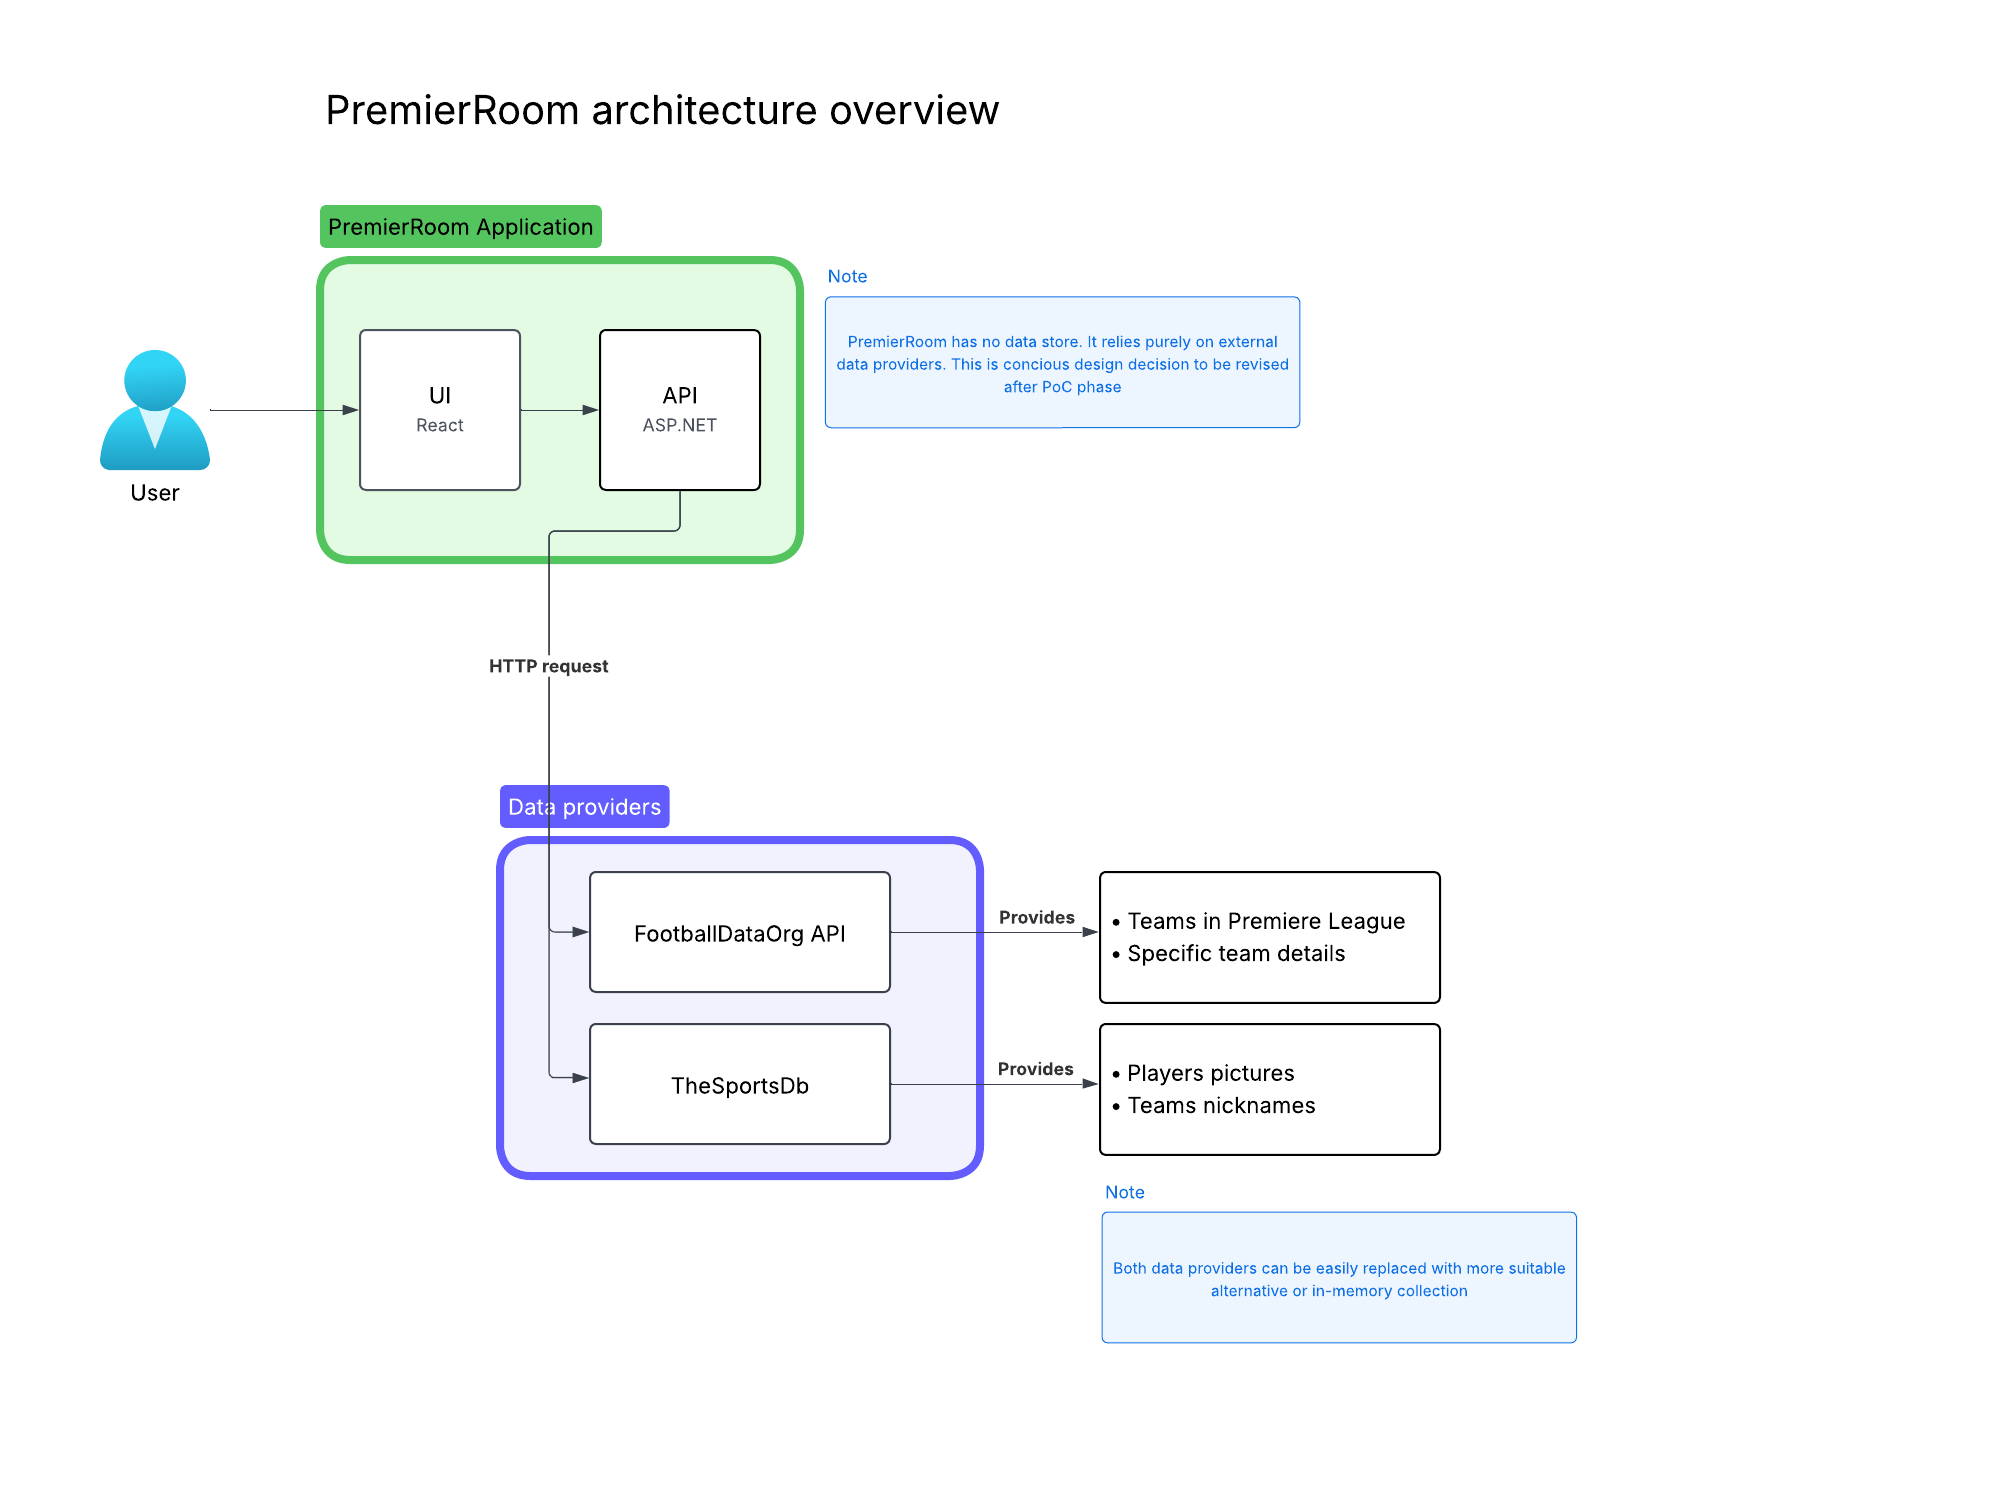 PremierRoom architecture overview
PremierRoom Application
Note
PremierRoom has no data store. It relies purely on external
data providers. This is concious design decision to be revised
after PoC phase
UI
React
API
ASP.NET
User
HTTP request
Data providers
FootballDataOrg API
Provides
• Teams in Premiere League
• Specific team details
TheSportsDb
Provides
• Players pictures
• Teams nicknames
Note
Both data providers can be easily replaced with more suitable
alternative or in-memory collection